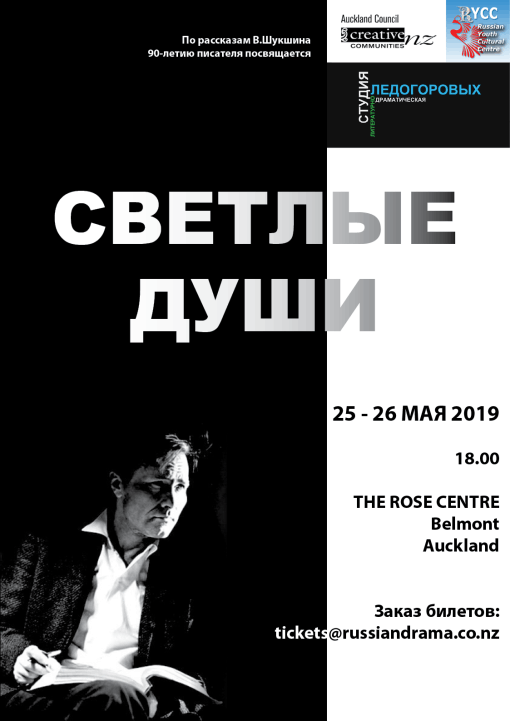 По рассказам В.Шукшина
90-летию писателя посвящается
Auckland Council
creative nz
COMMUNITIES
RYCC
Russian
Youth
Cultural
Centre
СТУДИЯ
ЛИТЕРАТУРНО
ЛЕДОГОРОВЫХ
ДРАМАТИЧЕСКАЯ
СВЕТЛЫЕ
ДУШИ
25 - 26 МАЯ 2019
18.00
THE ROSE CENTRE
Belmont
Auckland
Заказ билетов:
tickets@russiandrama.co.nz